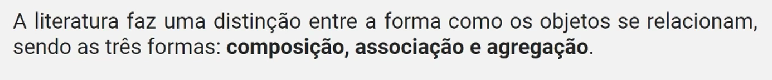 A literatura faz uma distinção entre a forma como os objetos se relacionam,
sendo as três formas: composição, associação e agregação.